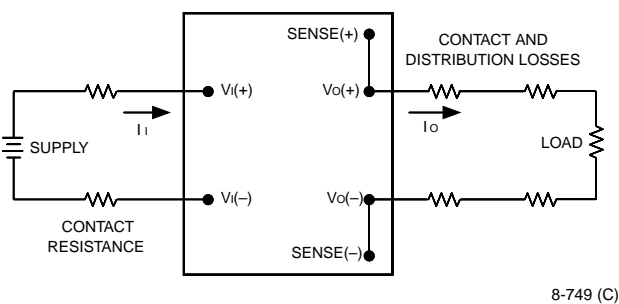 SENSE(+)
CONTACT AND
DISTRIBUTION LOSSES
VI(+)
VO(+)
II
IO
SUPPLY
LOAD
VI(–)
VO(–)
CONTACT
RESISTANCE
SENSE(–)
8-749 (C)